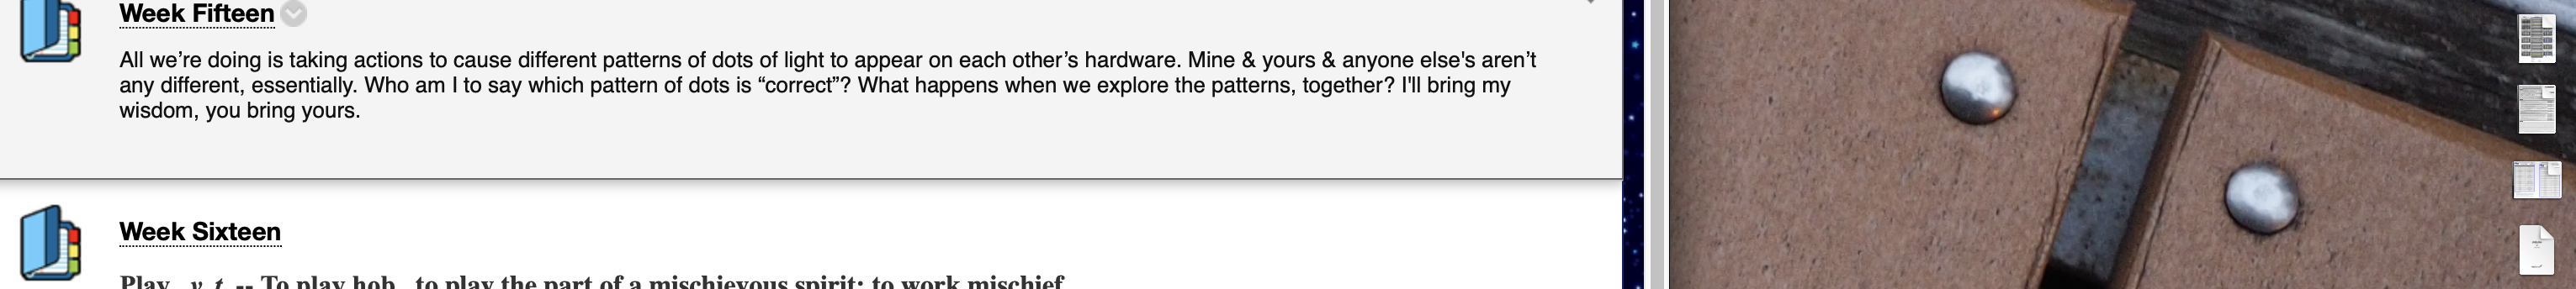 Week Fifteen
All we’re doing is taking actions to cause different patterns of dots of light to appear on each other’s hardware. Mine & yours & anyone else's aren’t
any different, essentially. Who am I to say which pattern of dots is “correct”? What happens when we explore the patterns, together? I'll bring my
wisdom, you bring yours.
Week Sixteen
Play, v. t. -- To play hob, to play the part of a mischievous spirit; to work mischief